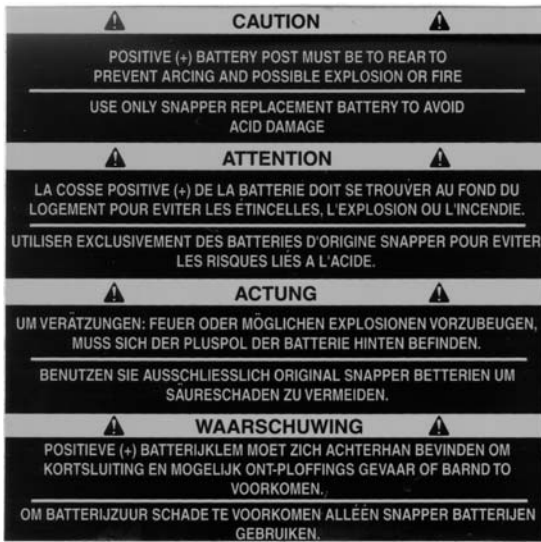 CAUTION
POSITIVE (+) BATTERY POST MUST BE TO REAR TO
PREVENT ARCING AND POSSIBLE EXPLOSION OR FIRE
USE ONLY SNAPPER REPLACEMENT BATTERY TO AVOID
ACID DAMAGE
ATTENTION
LA COSSE POSITIVE (+) DE LA BATTERIE DOIT SE TROUVER AU FOND DU
LOGEMENT POUR EVITER LES ÉTINCELLES, L'EXPLOSION OU L'INCENDIE.
UTILISER EXCLUSIVEMENT DES BATTERIES D'ORIGINE SNAPPER POUR EVITER
LES RISQUES LIÉS A L'ACIDE.
ACTUNG
UM VERÄTZUNGEN: FEUER ODER MÖGLICHEN EXPLOSIONEN VORZUBEUGEN,
MUSS SICH DER PLUSPOL DER BATTERIE HINTEN BEFINDEN.
BENUTZEN SIE AUSSCHLIESSLICH ORIGINAL SNAPPER BETTERIEN UM
SÄURESCHADEN ZU VERMEIDEN.
WAARSCHUWING
POSITIEVE (+) BATTERIJKLEM MOET ZICH ACHTERHAN BEVINDEN OM
KORTSLUITING EN MOGELIJK ONT-PLOFFINGS GEVAAR OF BARND TO
VOORKOMEN.
OM BATTERIJZUUR SCHADE TE VOORKOMEN ALLÉÉN SNAPPER BATTERIJEN
GEBRUIKEN.